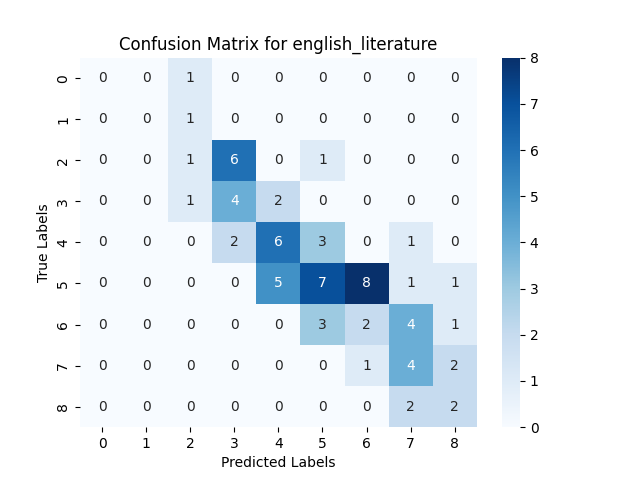 Confusion Matrix for english_literature
True Labels
0 0 0 1 0 0 0 0 0 0
1 0 0 1 0 0 0 0 0 0
2 0 0 1 6 0 1 0 0 0
3 0 0 1 4 2 0 0 0 0
4 0 0 0 2 6 3 0 1 0
5 0 0 0 0 5 7 8 1 1
6 0 0 0 0 0 3 2 4 1
7 0 0 0 0 0 0 1 4 2
8 0 0 0 0 0 0 0 2 2
0 1 2 3 4 5 6 7 8
Predicted Labels
8
7
6
5
4
3
2
1
0